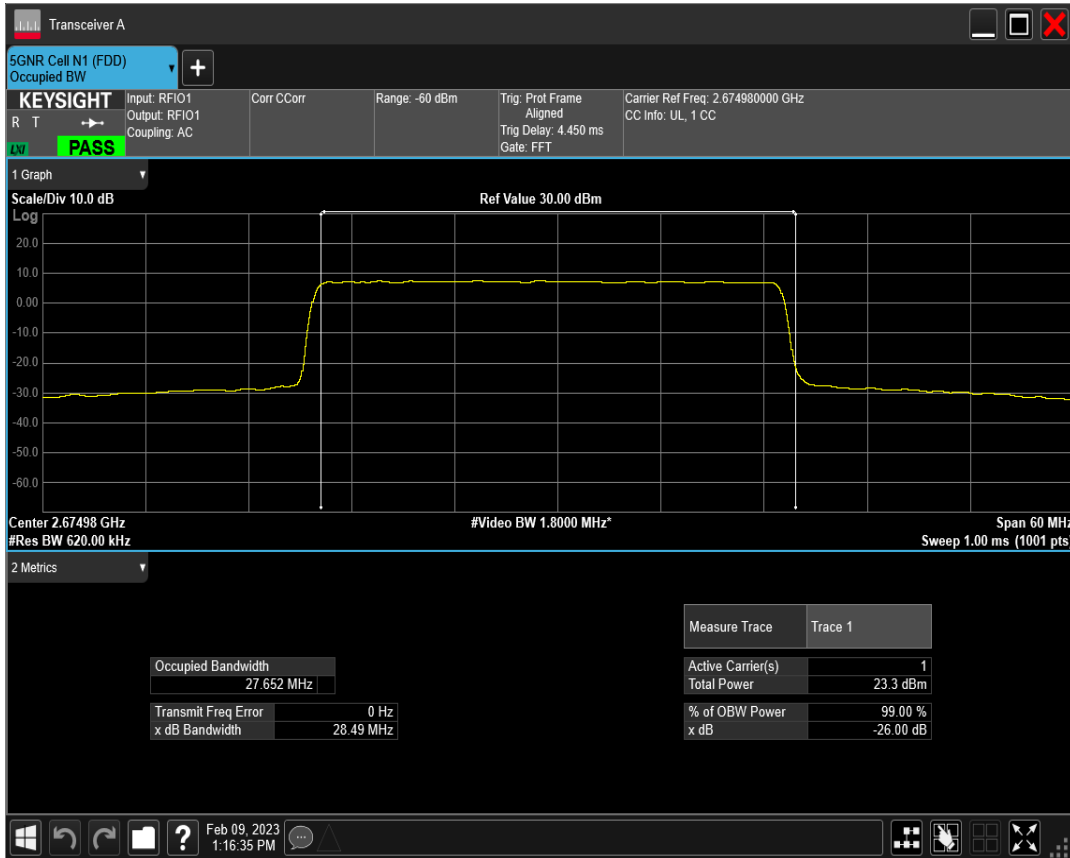 Transceiver A
5GNR Cell N1 (FDD)
Occupied BW
+
KEYSIGHT
R T
LXI
PASS
Input: RFIO1
Output: RFIO1
Coupling: AC
Corr CCorr
Range: -60 dBm
Trig: Prot Frame
Aligned
Trig Delay: 4.450 ms
Gate: FFT
Carrier Ref Freq: 2.674980000 GHz
CC Info: UL, 1 CC
1 Graph
Scale/Div 10.0 dB
Ref Value 30.00 dBm
Log
20.0
10.0
0.00
-10.0
-20.0
-30.0
-40.0
-50.0
-60.0
Center 2.67498 GHz
#Video BW 1.8000 MHz*
Span 60 MHz
#Res BW 620.00 kHz
Sweep 1.00 ms (1001 pts)
2 Metrics
Measure Trace Trace 1
Occupied Bandwidth
27.652 MHz
Active Carrier(s) 1
Total Power 23.3 dBm
Transmit Freq Error 0 Hz
x dB Bandwidth 28.49 MHz
% of OBW Power 99.00 %
x dB -26.00 dB
?
Feb 09, 2023
1:16:35 PM